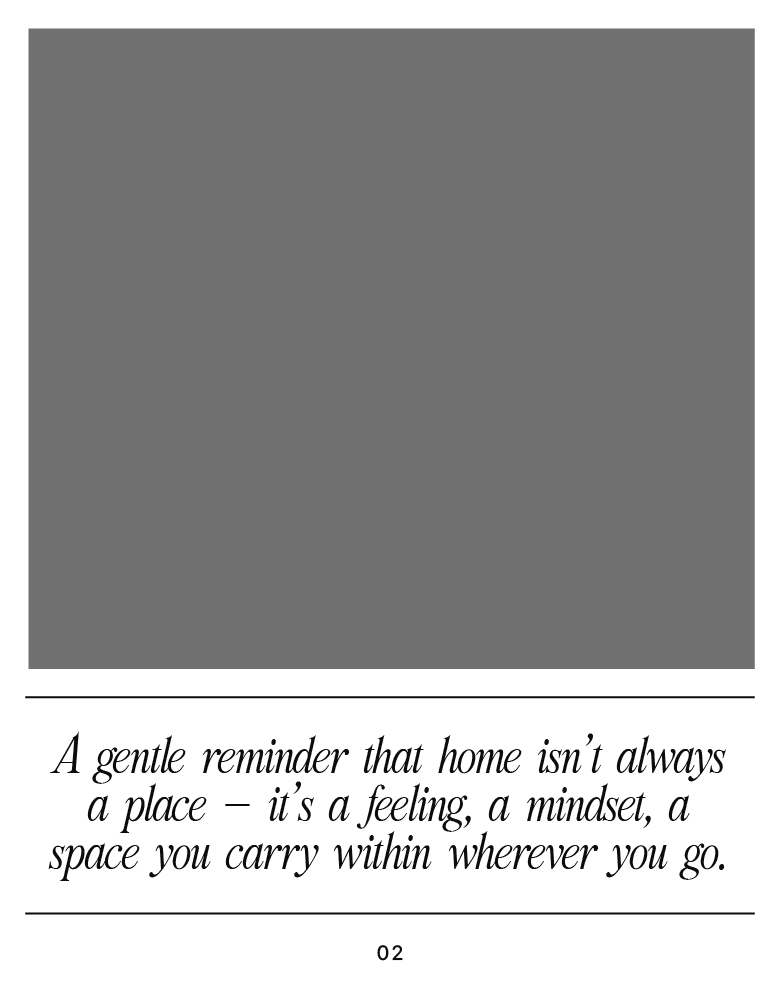 A gentle reminder that home isn’t always
a place – it’s a feeling, a mindset, a
space you carry within wherever you go.
02